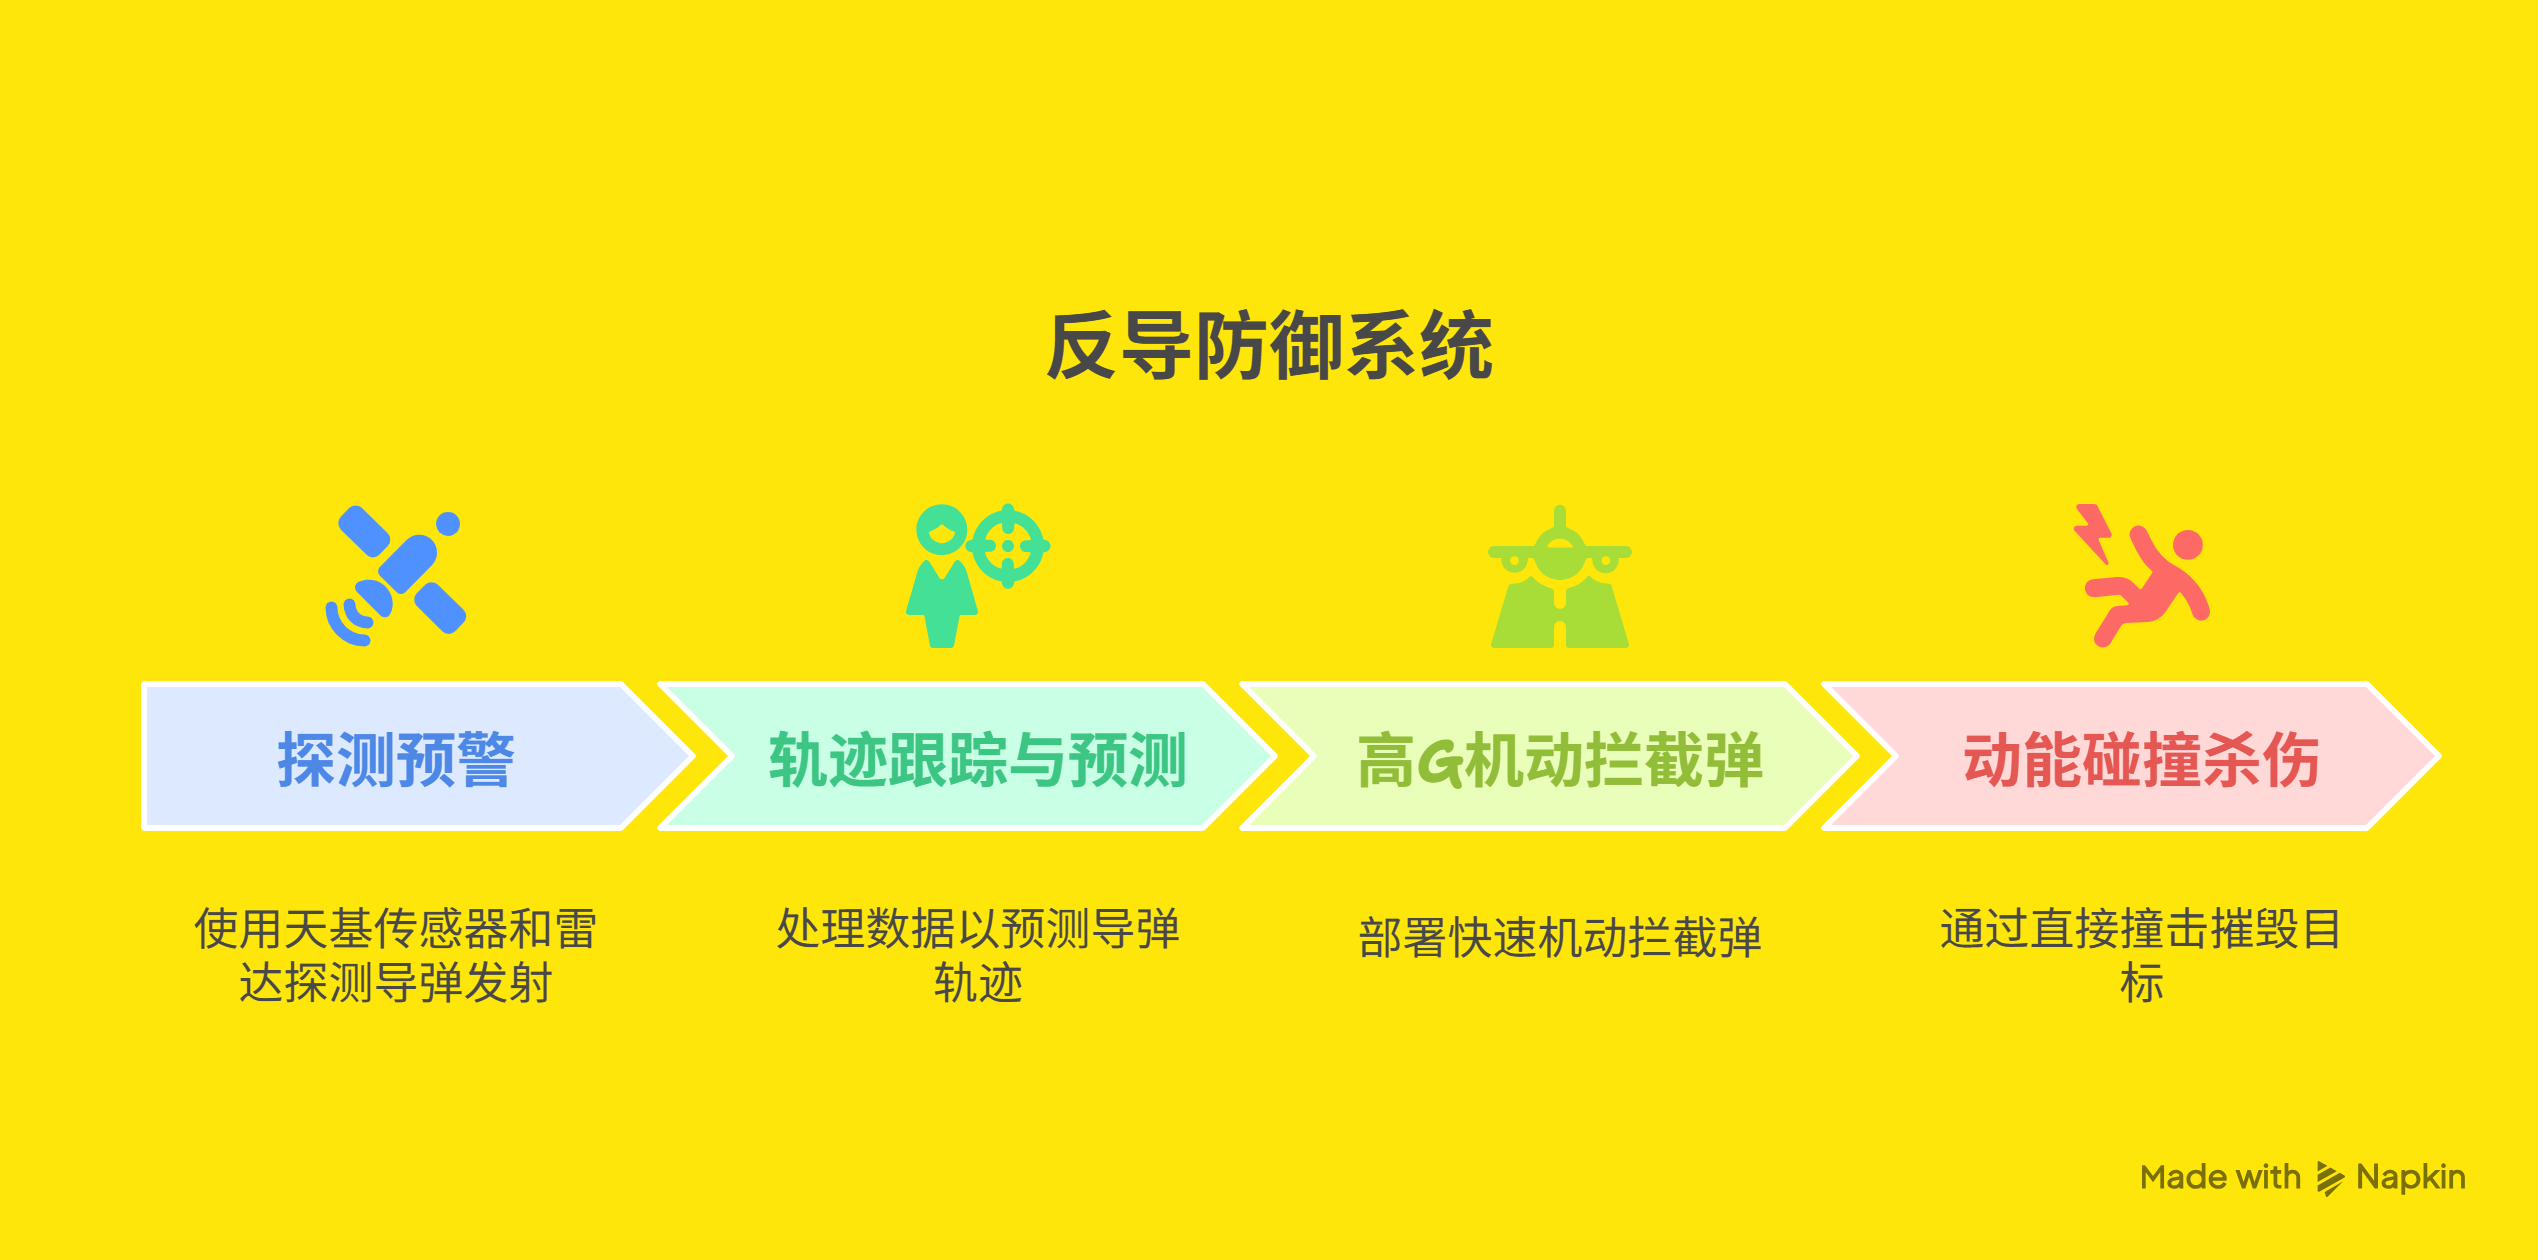 反导防御系统
探测预警
轨迹跟踪与预测
高G机动拦截弹
动能碰撞杀伤
使用天基传感器和雷
达探测导弹发射
处理数据以预测导弹
轨迹
部署快速机动拦截弹
通过直接撞击摧毁目
标
Made with Napkin